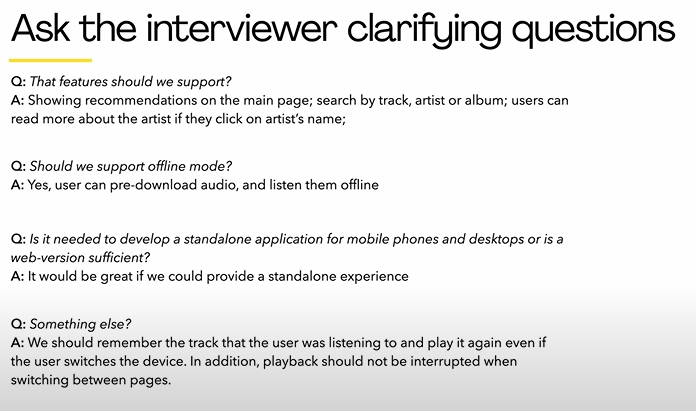 Ask the interviewer clarifying questions
Q: That features should we support?
A: Showing recommendations on the main page; search by track, artist or album; users can
read more about the artist if they click on artist's name;
Q: Should we support offline mode?
A: Yes, user can pre-download audio, and listen them offline
Q: Is it needed to develop a standalone application for mobile phones and desktops or is a
web-version sufficient?
A: It would be great if we could provide a standalone experience
Q: Something else?
A: We should remember the track that the user was listening to and play it again even if
the user switches the device. In addition, playback should not be interrupted when
switching between pages.